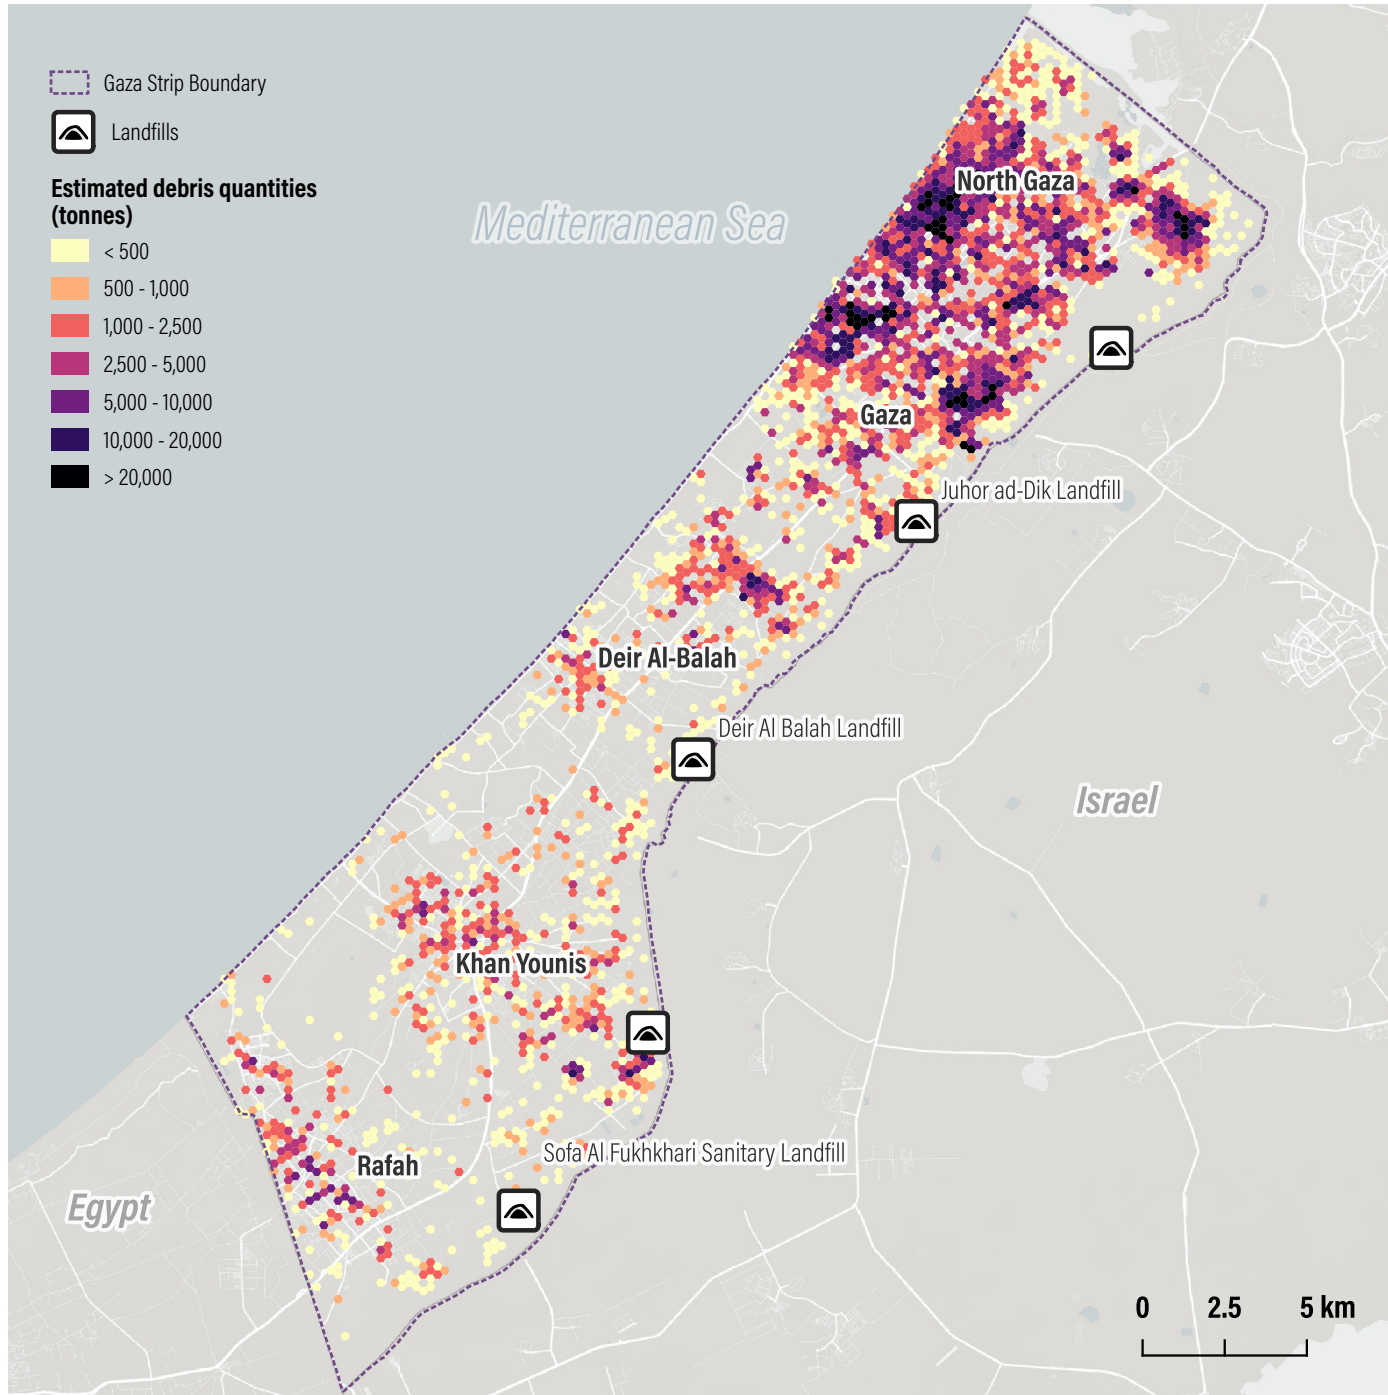 Gaza Strip Boundary
Landfills
Estimated debris quantities
(tonnes)
< 500
500 - 1,000
1,000 - 2,500
2,500 - 5,000
5,000 - 10,000
10,000 - 20,000
> 20,000
Mediterranean Sea
North Gaza
Gaza
Juhor ad-Dik Landfill
Deir Al-Balah
Deir Al Balah Landfill
Israel
Khan Younis
Sofa Al Fukhkhari Sanitary Landfill
Rafah
Egypt
0 2.5 5 km